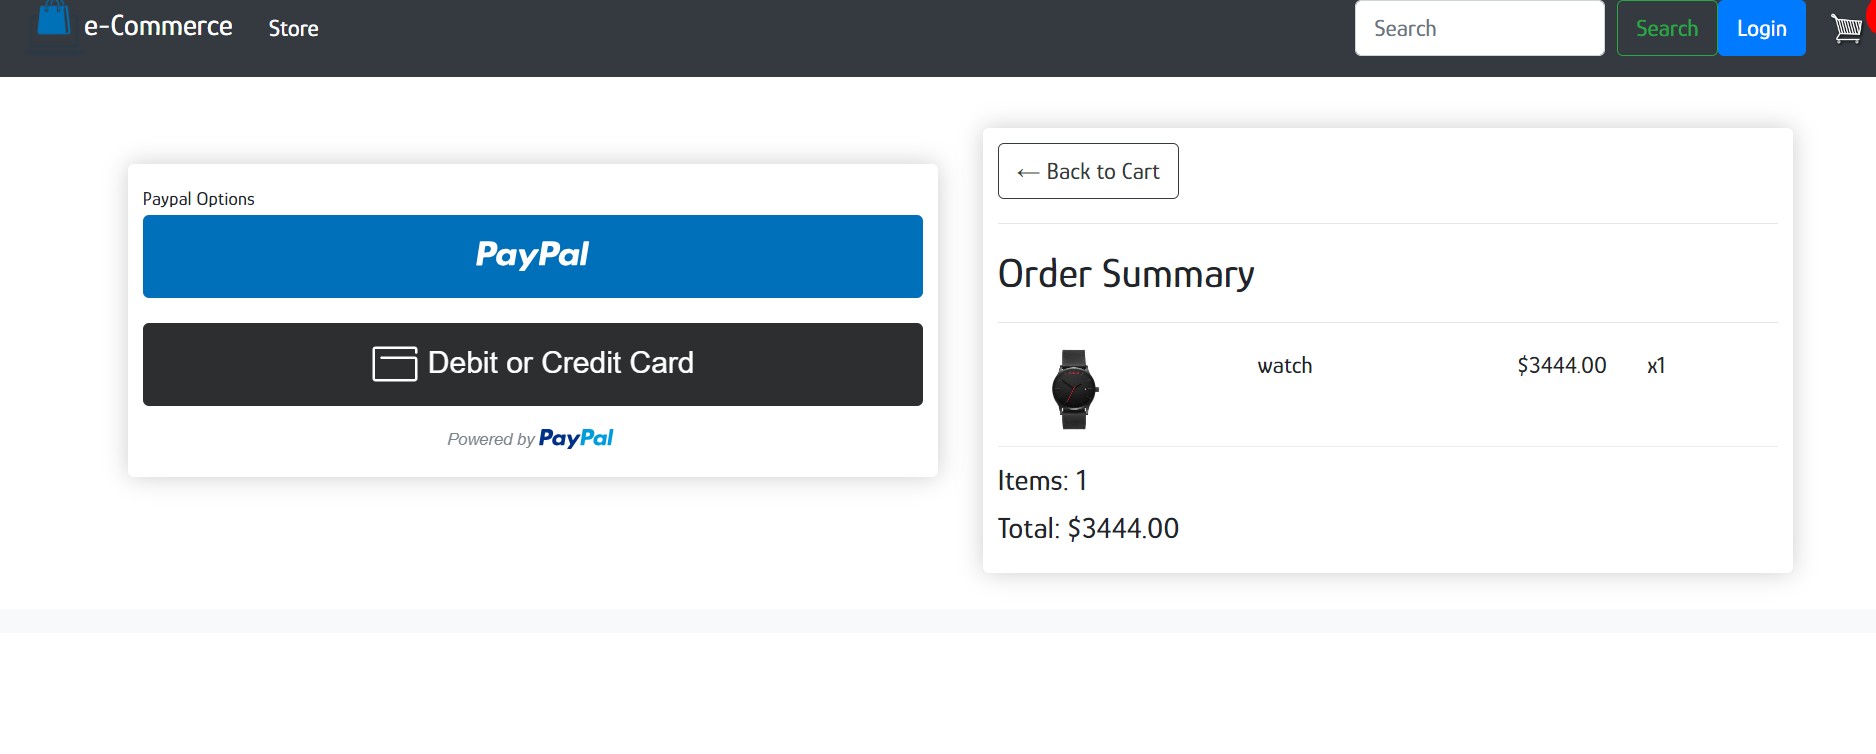 e-Commerce Store Search Search Login
Paypal Options
PayPal
Debit or Credit Card
Powered by PayPal
← Back to Cart
Order Summary
watch $3444.00 x1
Items: 1
Total: $3444.00